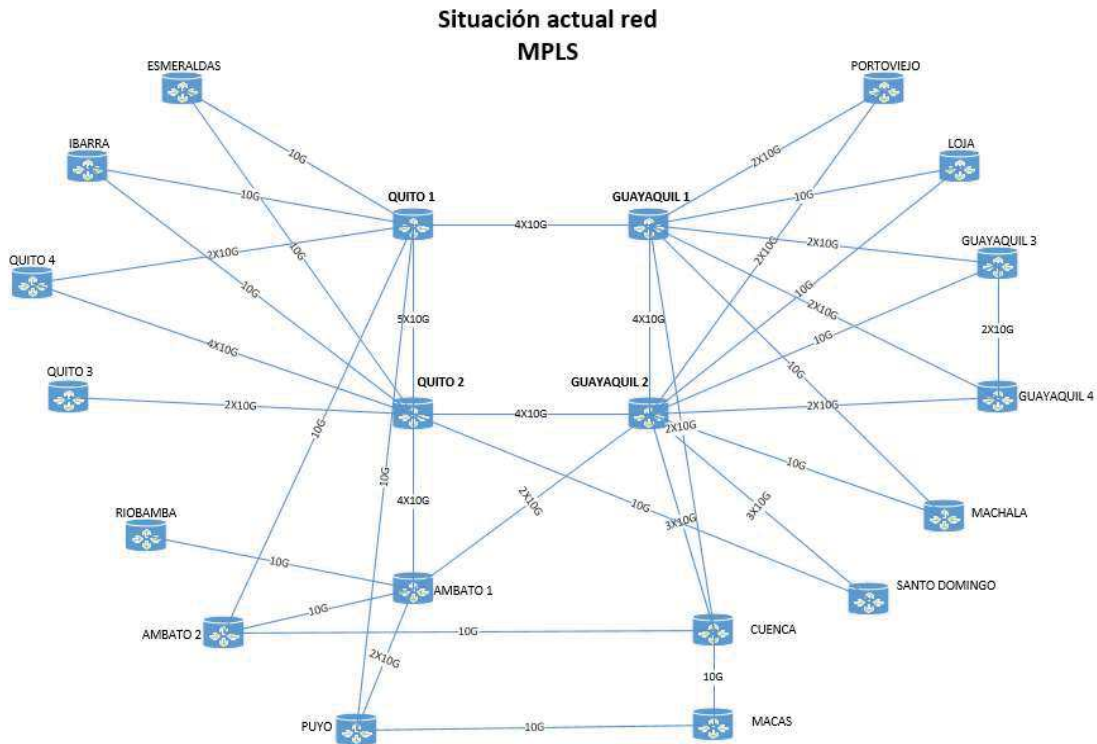 Situación actual red
MPLS
ESMERALDAS
PORTOVIEJO
IBARRA
LOJA
10G
2X10G
10G
10G
QUITO 1
GUAYAQUIL 1
4X10G
2X10G
GUAYAQUIL 3
QUITO 4
2X10G
10G
2X10G
10G
10G
2X10G
5X10G
4X10G
10G
2X10G
4X10G
10G
QUITO 3
QUITO 2
GUAYAQUIL 2
GUAYAQUIL 4
2X10G
4X10G
2X10G
10G
2X10G
10G
10G
4X10G
2X10G
10G
3X10G
3X10G
RIOBAMBA
MACHALA
10G
AMBATO 1
SANTO DOMINGO
10G
AMBATO 2
10G
CUENCA
2X10G
10G
PUYO
10G
MACAS